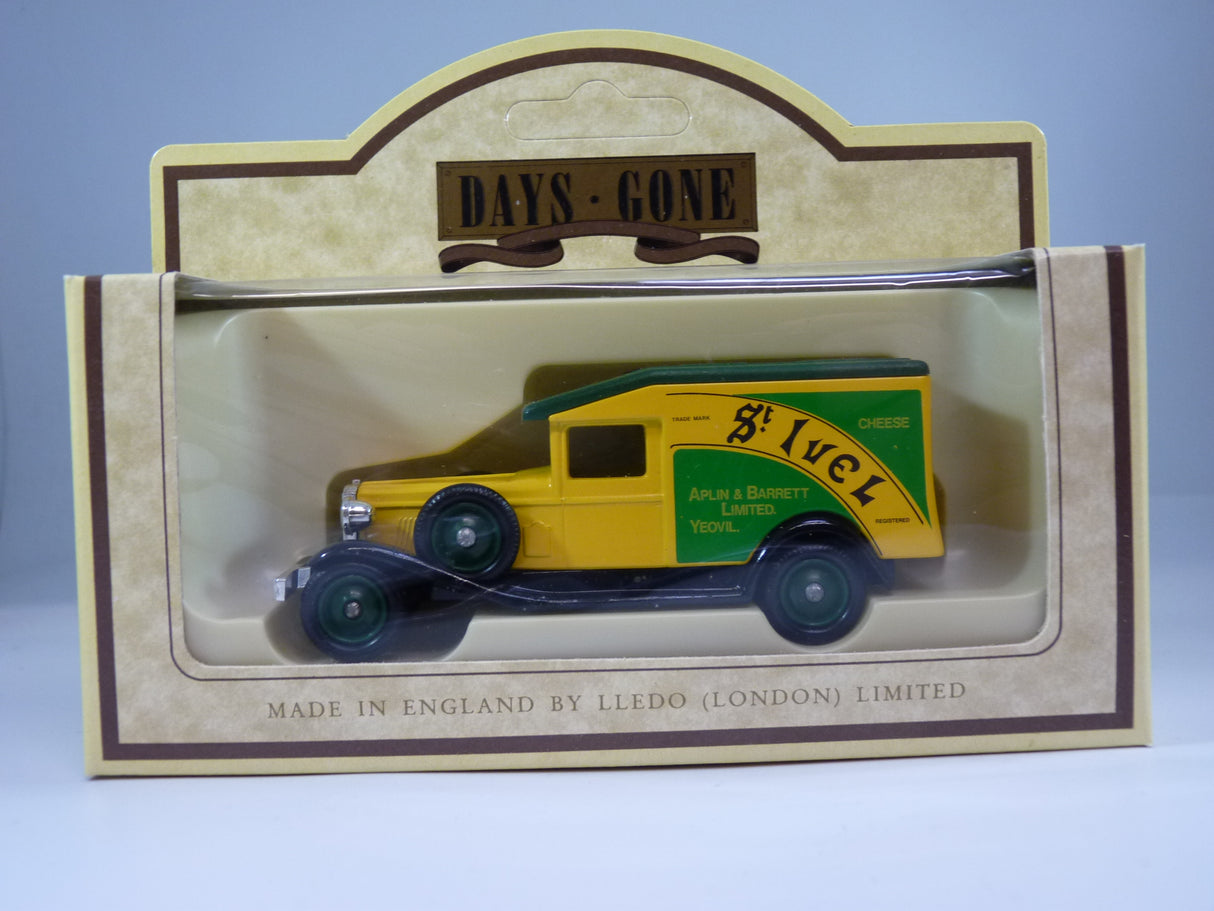 DAYS · GONE
TRADE MARK
St. Ivel
CHEESE
APLIN & BARRETT
LIMITED.
YEOVIL.
REGISTERED
MADE IN ENGLAND BY LLEDO (LONDON) LIMITED